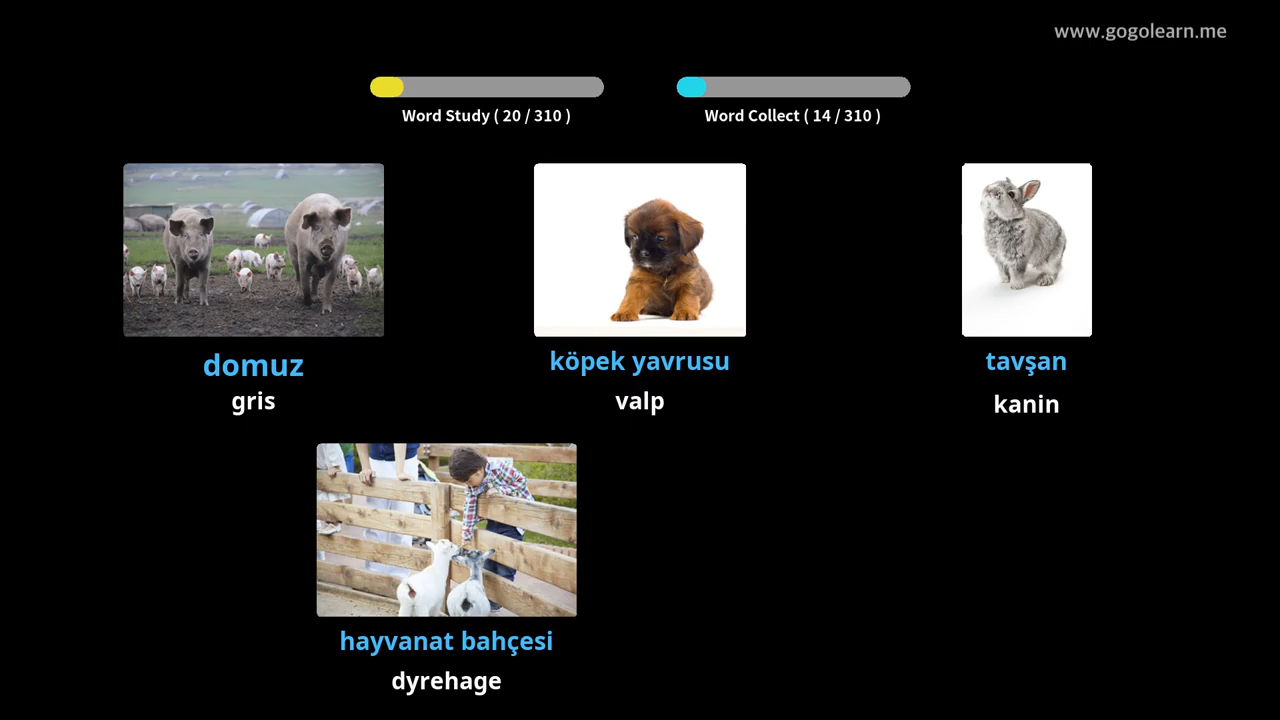 www.gogolearn.me
Word Study ( 20 / 310 )
Word Collect ( 14 / 310 )
domuz
gris
köpek yavrusu
valp
tavşan
kanin
hayvanat bahçesi
dyrehage